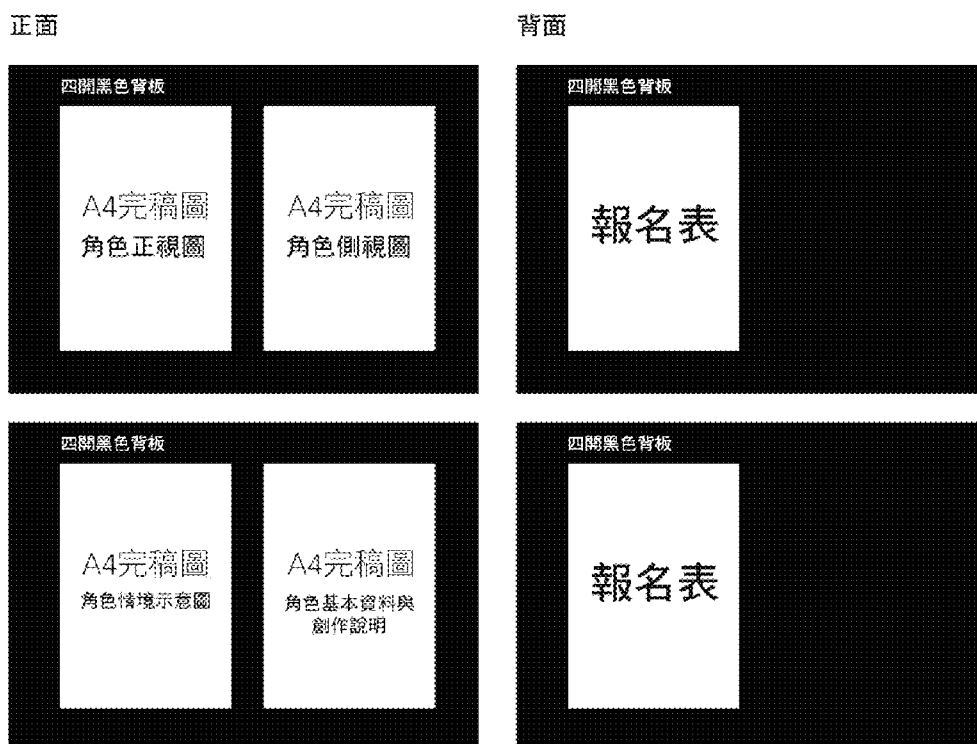 正面
背面
四開黑色背板
A4完稿圖
角色正視圖
A4完稿圖
角色側視圖
四開黑色背板
報名表
四開黑色背板
A4完稿圖
角色情境示意圖
A4完稿圖
角色基本資料與
創作說明
四開黑色背板
報名表